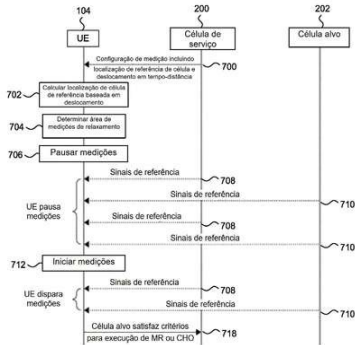 104
200
202
UE
Célula de
serviço
Célula alvo
Configuração de medição incluindo
localização de referência de célula e
deslocamento em tempo-distância
700
702
Calcular localização de célula
de referência baseada em
deslocamento
704
Determinar área de
medições de relaxamento
706
Pausar medições
Sinais de referência
708
Sinais de referência
710
UE pausa
medições
Sinais de referência
708
Sinais de referência
710
712
Iniciar medições
Sinais de referência
708
UE dispara
medições
Sinais de referência
710
Célula alvo satisfaz critérios
para execução de MR ou CHO
718